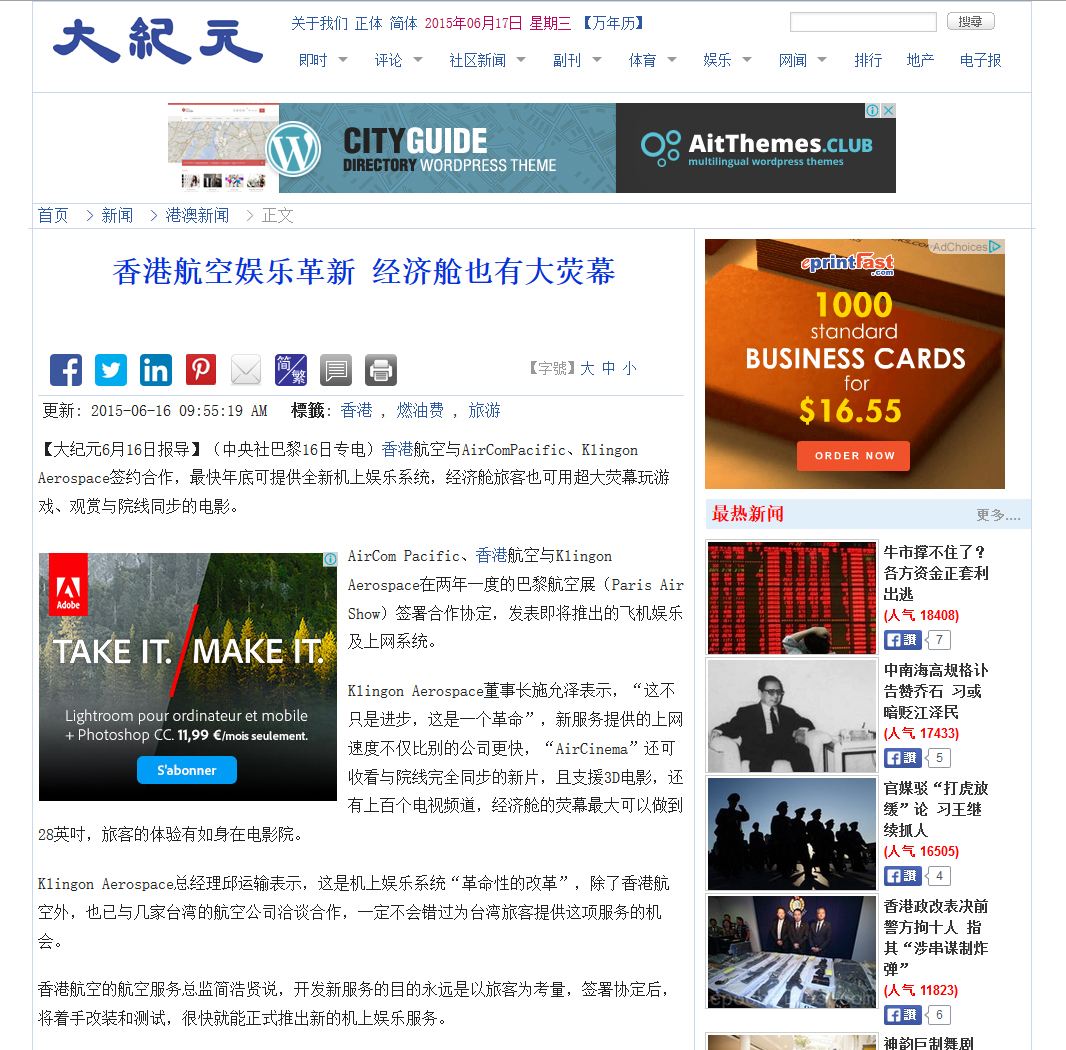 大紀元
关于我们 正体 简体 2015年06月17日 星期三 【万年历】
搜尋
即时 评论 社区新闻 副刊 体育 娱乐 网闻 排行 地产 电子报
CITYGUIDE
DIRECTORY WORDPRESS THEME
AitThemes.CLUB
multilingual wordpress themes
首页 > 新闻 > 港澳新闻 > 正文
香港航空娱乐革新 经济舱也有大荧幕
简繁
【字號】大 中 小
更新: 2015-06-16 09:55:19 AM 標籤: 香港 , 燃油费 , 旅游
【大纪元6月16日报导】（中央社巴黎16日专电）香港航空与AirComPacific、Klingon
Aerospace签约合作，最快年底可提供全新机上娱乐系统，经济舱旅客也可用超大荧幕玩游
戏、观赏与院线同步的电影。
Adobe
TAKE IT. / MAKE IT.
Lightroom pour ordinateur et mobile
+ Photoshop CC. 11,99 €/mois seulement.
S'abonner
AirCom Pacific、香港航空与Klingon
Aerospace在两年一度的巴黎航空展（Paris Air
Show）签署合作协定，发表即将推出的飞机娱乐
及上网系统。
Klingon Aerospace董事长施允泽表示，“这不
只是进步，这是一个革命”，新服务提供的上网
速度不仅比别的公司更快，“AirCinema”还可
收看与院线完全同步的新片，且支援3D电影，还
有上百个电视频道，经济舱的荧幕最大可以做到
28英吋，旅客的体验有如身在电影院。
Klingon Aerospace总经理邱运输表示，这是机上娱乐系统“革命性的改革”，除了香港航
空外，也已与几家台湾的航空公司洽谈合作，一定不会错过为台湾旅客提供这项服务的机
会。
香港航空的航空服务总监简浩贤说，开发新服务的目的永远是以旅客为考量，签署协定后，
将着手改装和测试，很快就能正式推出新的机上娱乐服务。
AdChoices
eprintFast
.com
1000
standard
BUSINESS CARDS
for
$16.55
ORDER NOW
最热新闻 更多....
牛市撑不住了？
各方资金正套利
出逃
(人气 18408)
讚 7
中南海高规格讣
告赞乔石 习或
暗贬江泽民
(人气 17433)
讚 5
官媒驳“打虎放
缓”论 习王继
续抓人
(人气 16505)
讚 4
香港政改表决前
警方拘十人 指
其“涉串谋制炸
弹”
(人气 11823)
讚 6
神韵巨制舞剧